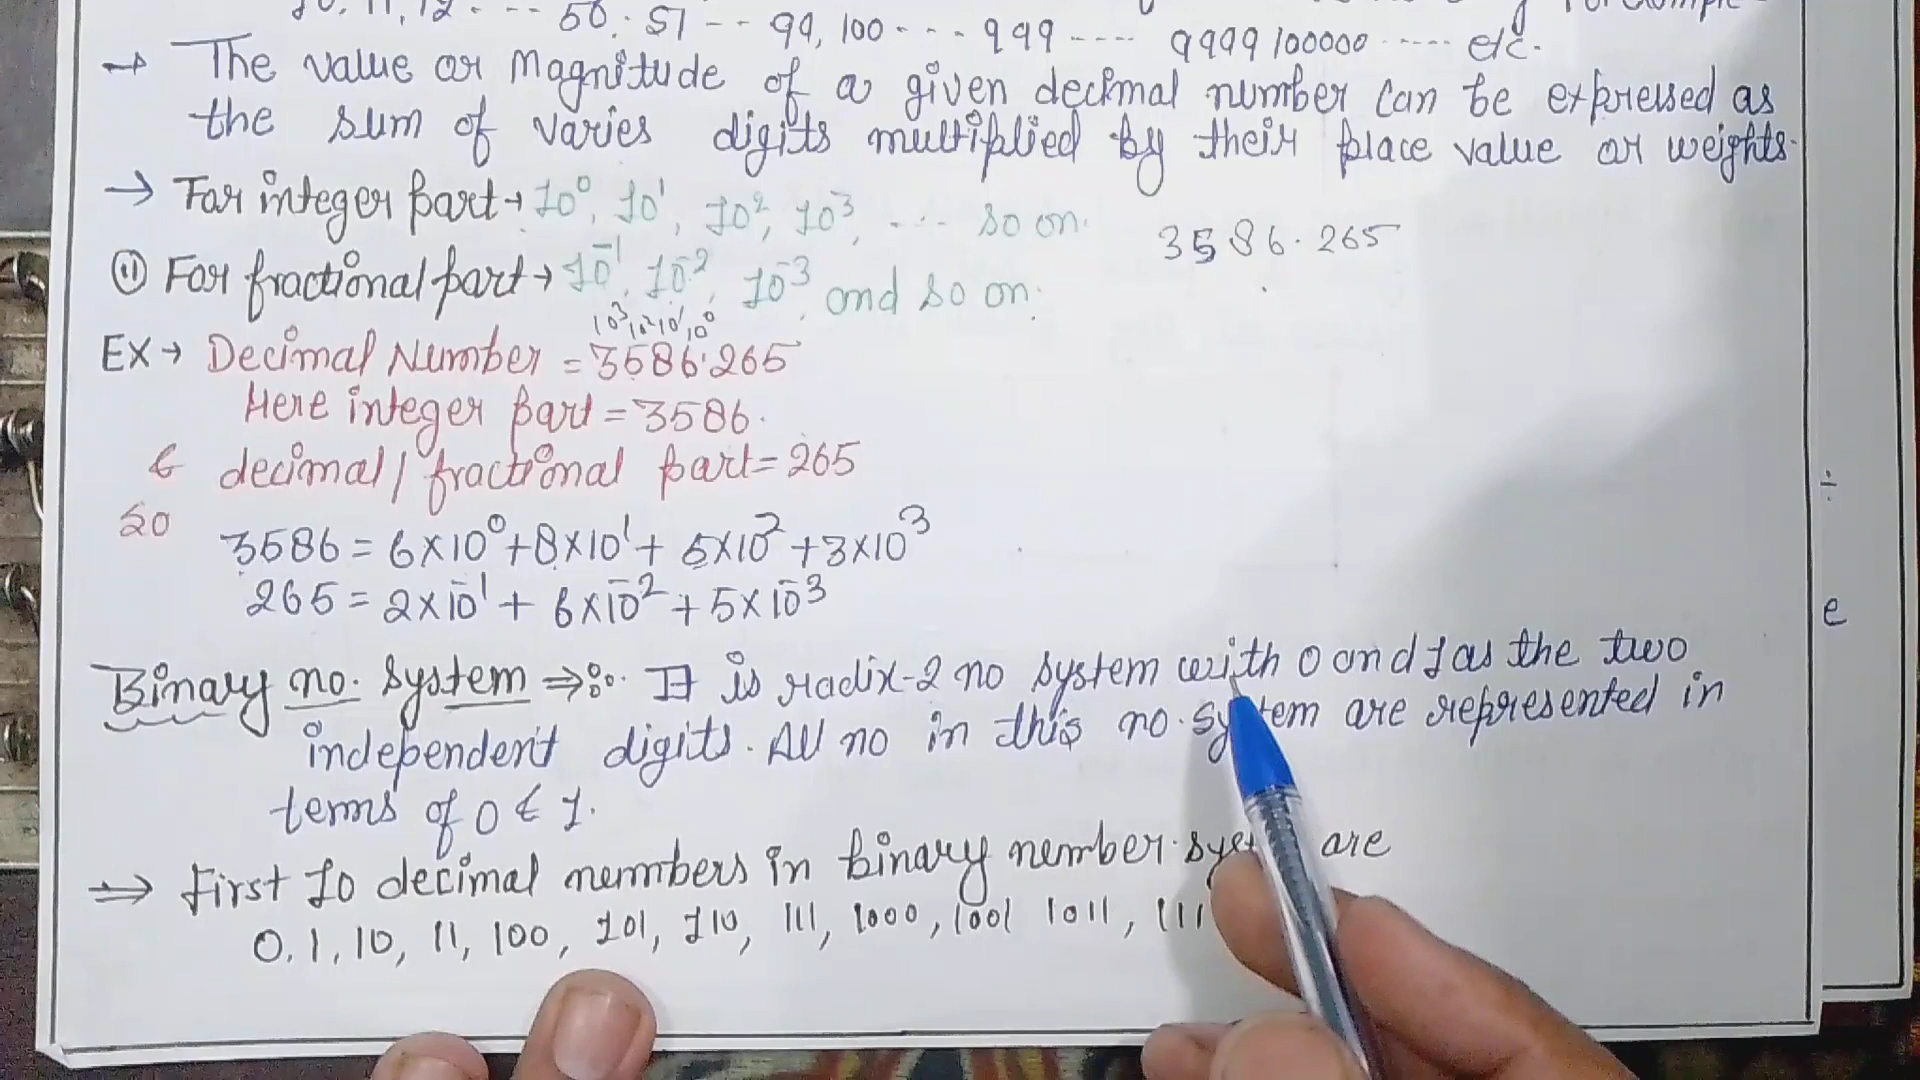 10, 11, 12 - - - 50. 51 - - 99, 100 - - - 999 ---- 9999 100000 ----- etc.
→ The value or Magnitude of a given decimal number can be expressed as
the sum of varies digits multiplied by their place value or weights.
→ For integer part → 10⁰, 10¹, 10², 10³, ---- so on.
3586.265
(ii) For fractional part → 10⁻¹, 10⁻², 10⁻³, and so on.
10³, 10² 10¹, 10⁰
EX → Decimal Number = 3586.265
Here integer part = 3586.
& decimal / fractional part = 265
so
3586 = 6×10⁰ + 8×10¹ + 5×10² + 3×10³
265 = 2×10⁻¹ + 6×10⁻² + 5×10⁻³
Binary no. system ⇒ It is radix-2 no system with 0 and 1 as the two
independent digits. All no in this no. system are represented in
terms of 0 & 1.
⇒ First 10 decimal nembers in binary nember. are
0, 1, 10, 11, 100, 101, 110, 111, 1000, 1001 1011, 111
÷
e